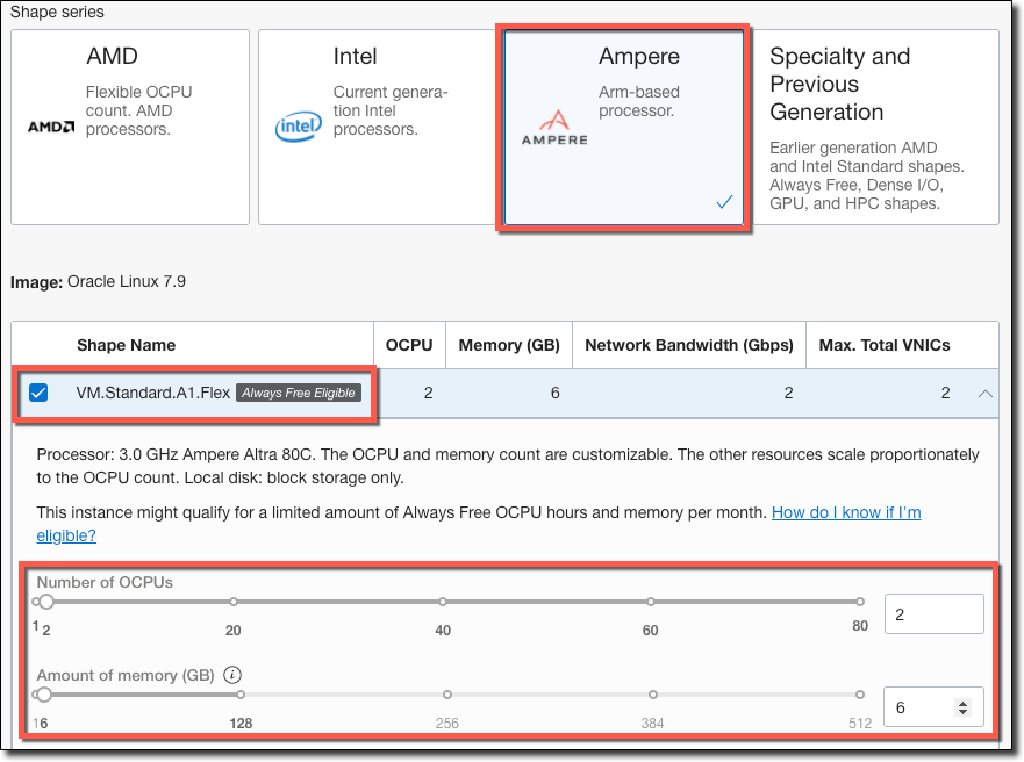 Shape series
AMD
Flexible OCPU
count. AMD
processors.
AMD
Intel
Current genera-
tion Intel
processors.
intel
Ampere
Arm-based
processor.
AMPERE
Specialty and
Previous
Generation
Earlier generation AMD
and Intel Standard shapes.
Always Free, Dense I/O,
GPU, and HPC shapes.
Image: Oracle Linux 7.9
Shape Name OCPU Memory (GB) Network Bandwidth (Gbps) Max. Total VNICs
VM.Standard.A1.Flex Always Free Eligible 2 6 2 2
Processor: 3.0 GHz Ampere Altra 80C. The OCPU and memory count are customizable. The other resources scale proportionately
to the OCPU count. Local disk: block storage only.
This instance might qualify for a limited amount of Always Free OCPU hours and memory per month. How do I know if I'm
eligible?
Number of OCPUs
1 2 20 40 60 80 2
Amount of memory (GB) i
1 6 128 256 384 512 6